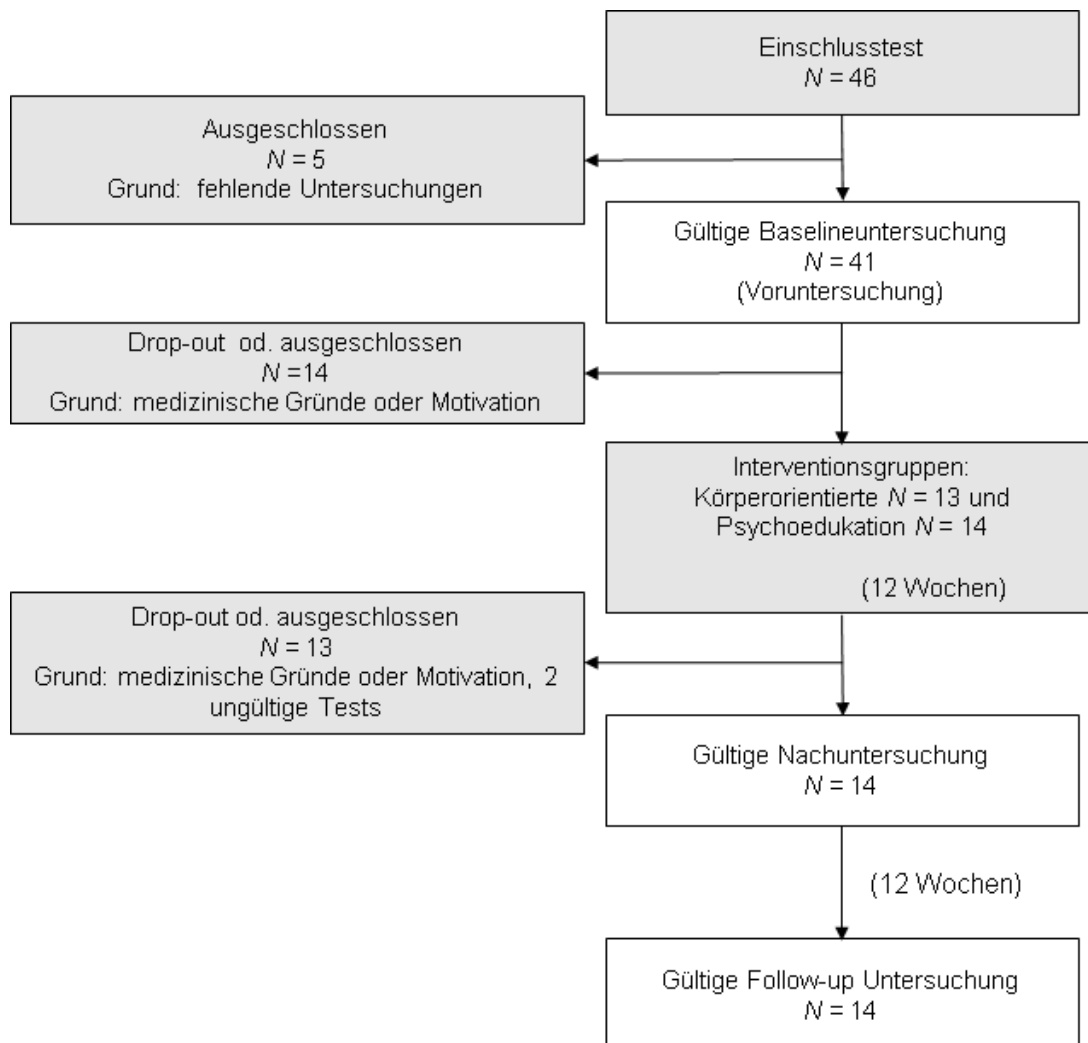 Einschlusstest
N = 46
Ausgeschlossen
N = 5
Grund: fehlende Untersuchungen
Gültige Baselineuntersuchung
N = 41
(Voruntersuchung)
Drop-out od. ausgeschlossen
N =14
Grund: medizinische Gründe oder Motivation
Interventionsgruppen:
Körperorientierte N = 13 und
Psychoedukation N = 14
(12 Wochen)
Drop-out od. ausgeschlossen
N = 13
Grund: medizinische Gründe oder Motivation, 2
ungültige Tests
Gültige Nachuntersuchung
N = 14
(12 Wochen)
Gültige Follow-up Untersuchung
N = 14